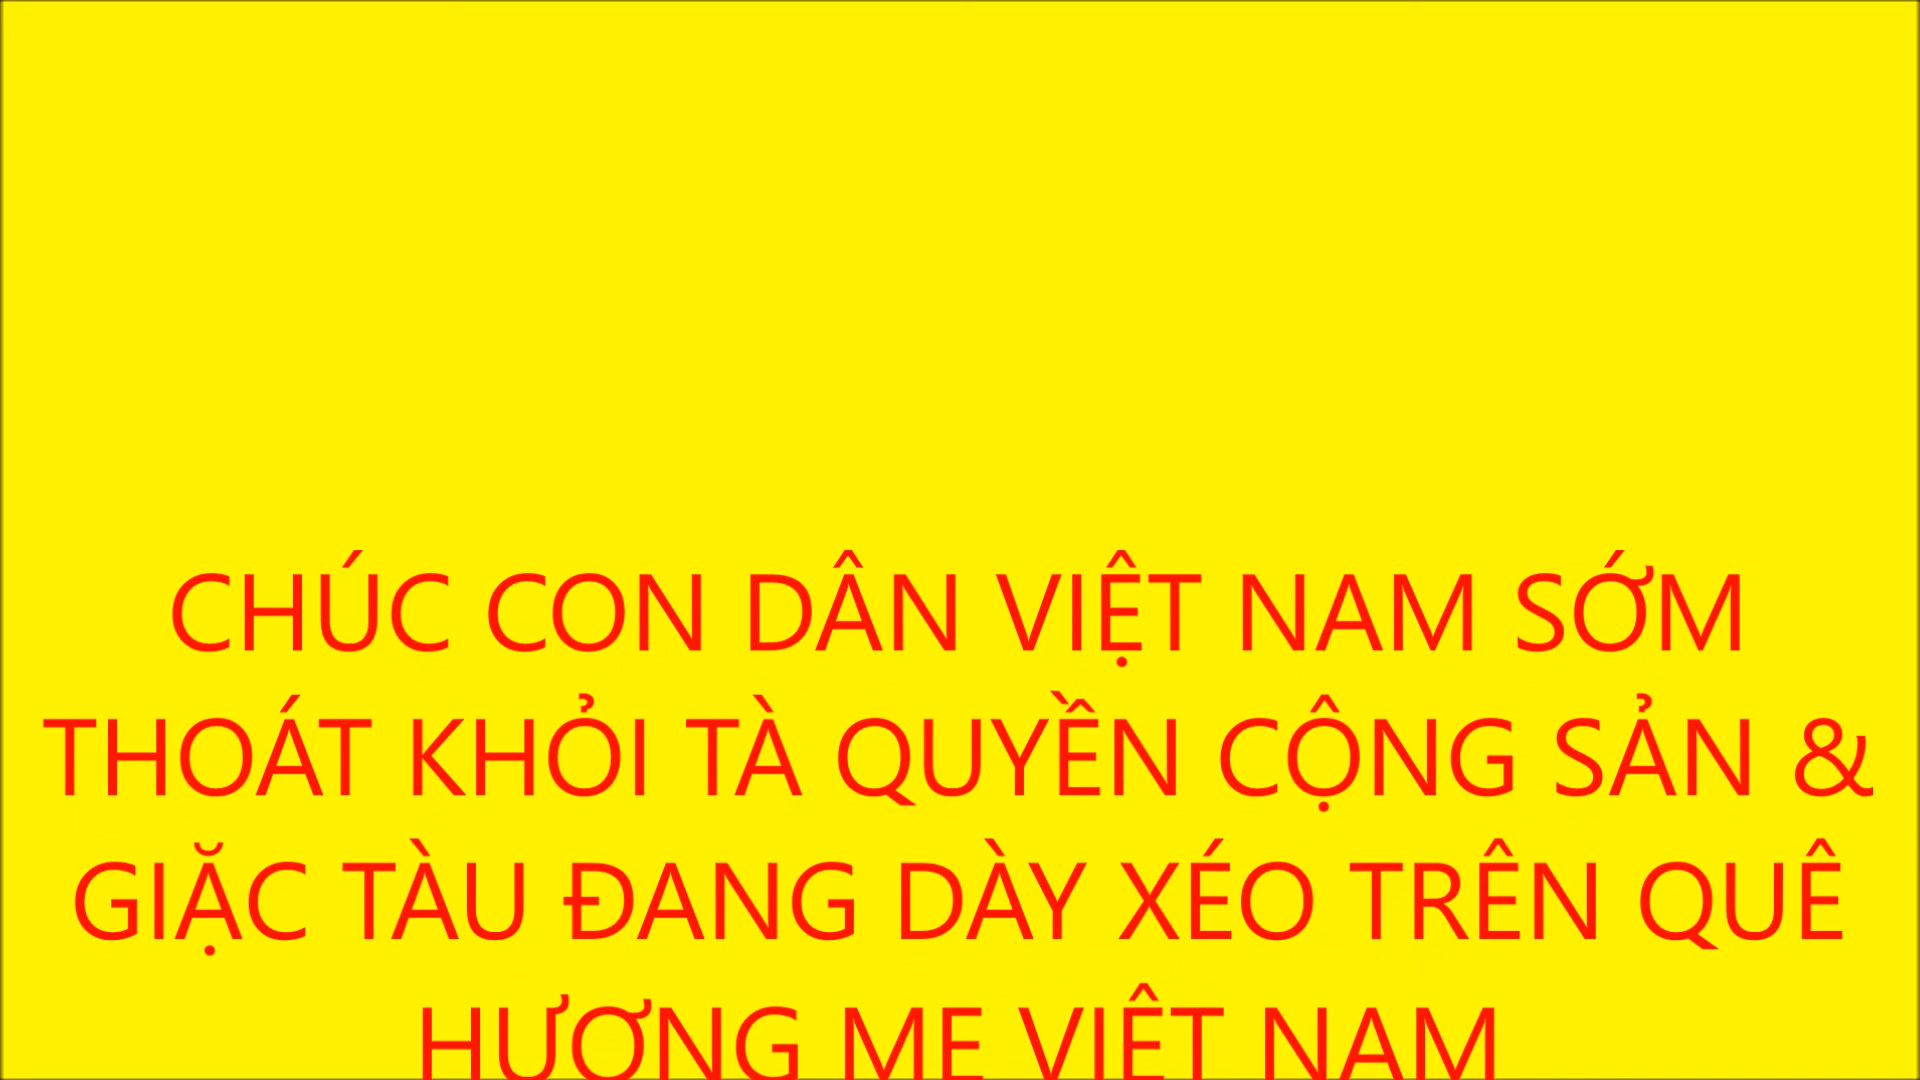 CHÚC CON DÂN VIỆT NAM SỚM
THOÁT KHỎI TÀ QUYỀN CỘNG SẢN &
GIẶC TÀU ĐANG DÀY XÉO TRÊN QUÊ
HƯƠNG MẸ VIỆT NAM